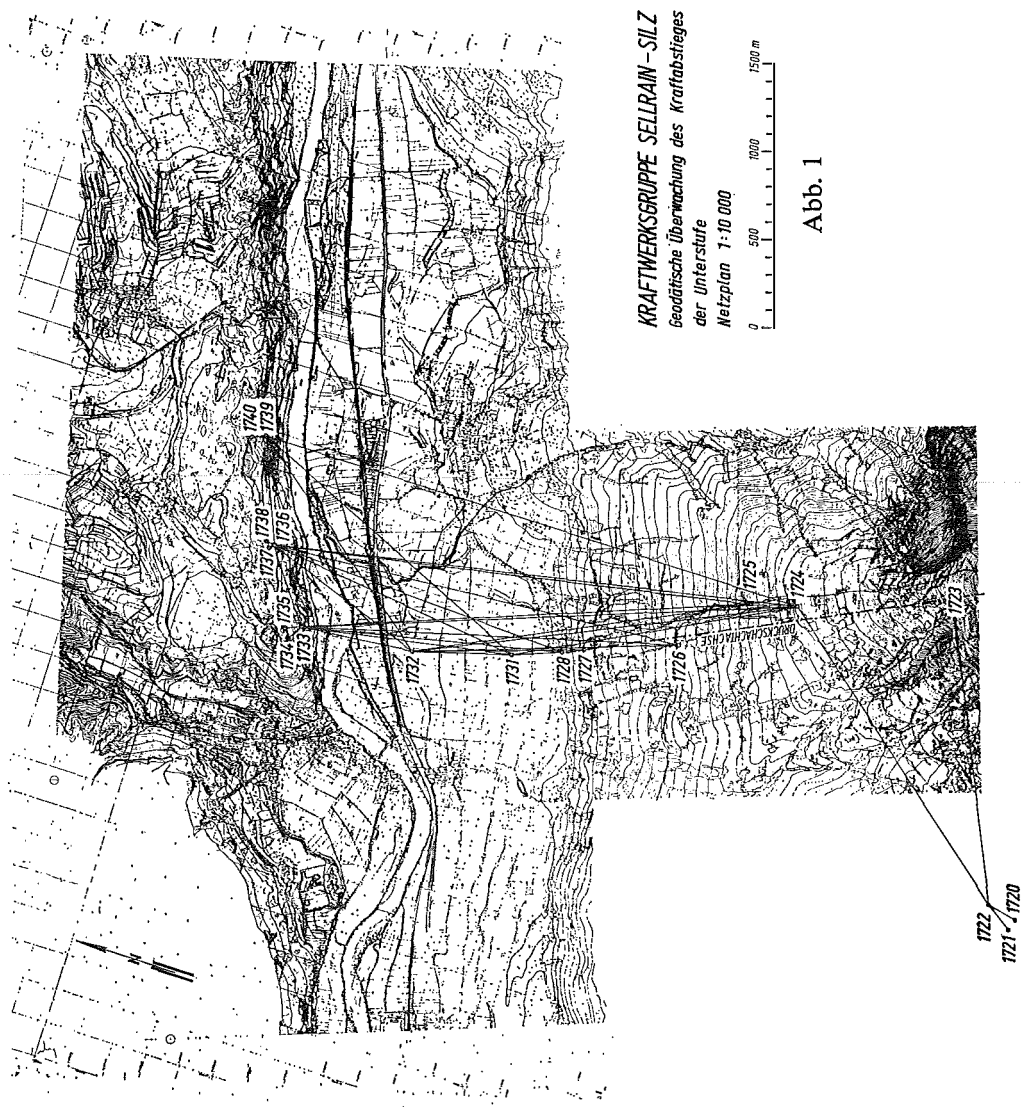 KRAFTWERKSGRUPPE SELLRAIN-SILZ
Geodätische Überwachung des Kraftabstieges
der Unterstufe
Netzplan 1:10 000
0 500 1000 1500 m
Abb. 1
N
1740
1739
1738
1737
1736
1735
1734
1733
1732
1731
1728
1727
1726
1725
1724
DRUCKSCHACHTACHSE
1723
1722
1721
1720